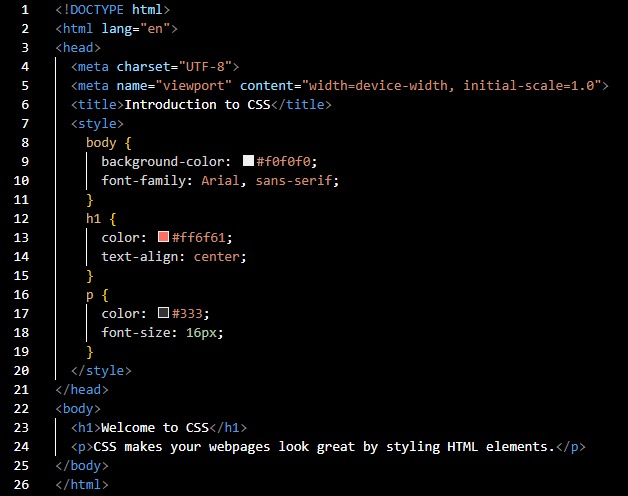 1 <!DOCTYPE html>
2 <html lang="en">
3 <head>
4 <meta charset="UTF-8">
5 <meta name="viewport" content="width=device-width, initial-scale=1.0">
6 <title>Introduction to CSS</title>
7 <style>
8 body {
9 background-color: #f0f0f0;
10 font-family: Arial, sans-serif;
11 }
12 h1 {
13 color: #ff6f61;
14 text-align: center;
15 }
16 p {
17 color: #333;
18 font-size: 16px;
19 }
20 </style>
21 </head>
22 <body>
23 <h1>Welcome to CSS</h1>
24 <p>CSS makes your webpages look great by styling HTML elements.</p>
25 </body>
26 </html>